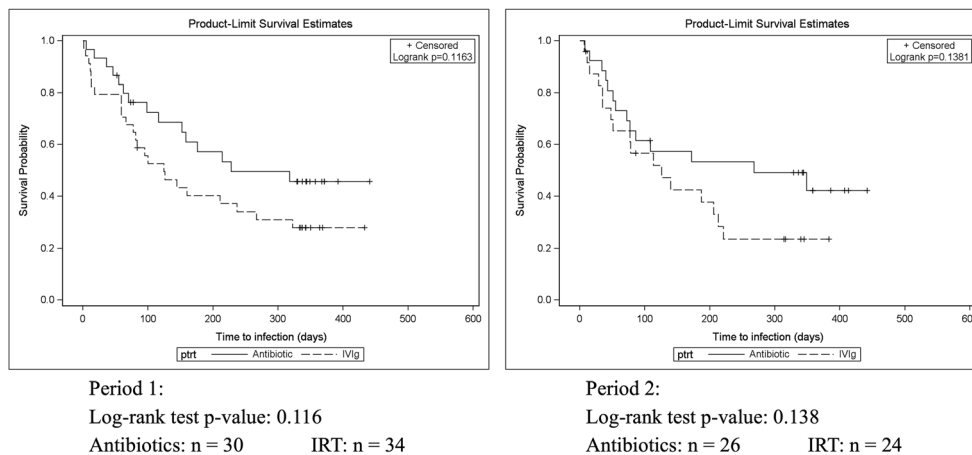 Product-Limit Survival Estimates
+ Censored
Logrank p=0.1163
1.0
0.8
0.6
0.4
0.2
0.0
Survival Probability
0 100 200 300 400 500 600
Time to infection (days)
ptrt Antibiotic IVIg
Period 1:
Log-rank test p-value: 0.116
Antibiotics: n = 30 IRT: n = 34
Product-Limit Survival Estimates
+ Censored
Logrank p=0.1381
1.0
0.8
0.6
0.4
0.2
0.0
Survival Probability
0 100 200 300 400 500 600
Time to infection (days)
ptrt Antibiotic IVIg
Period 2:
Log-rank test p-value: 0.138
Antibiotics: n = 26 IRT: n = 24